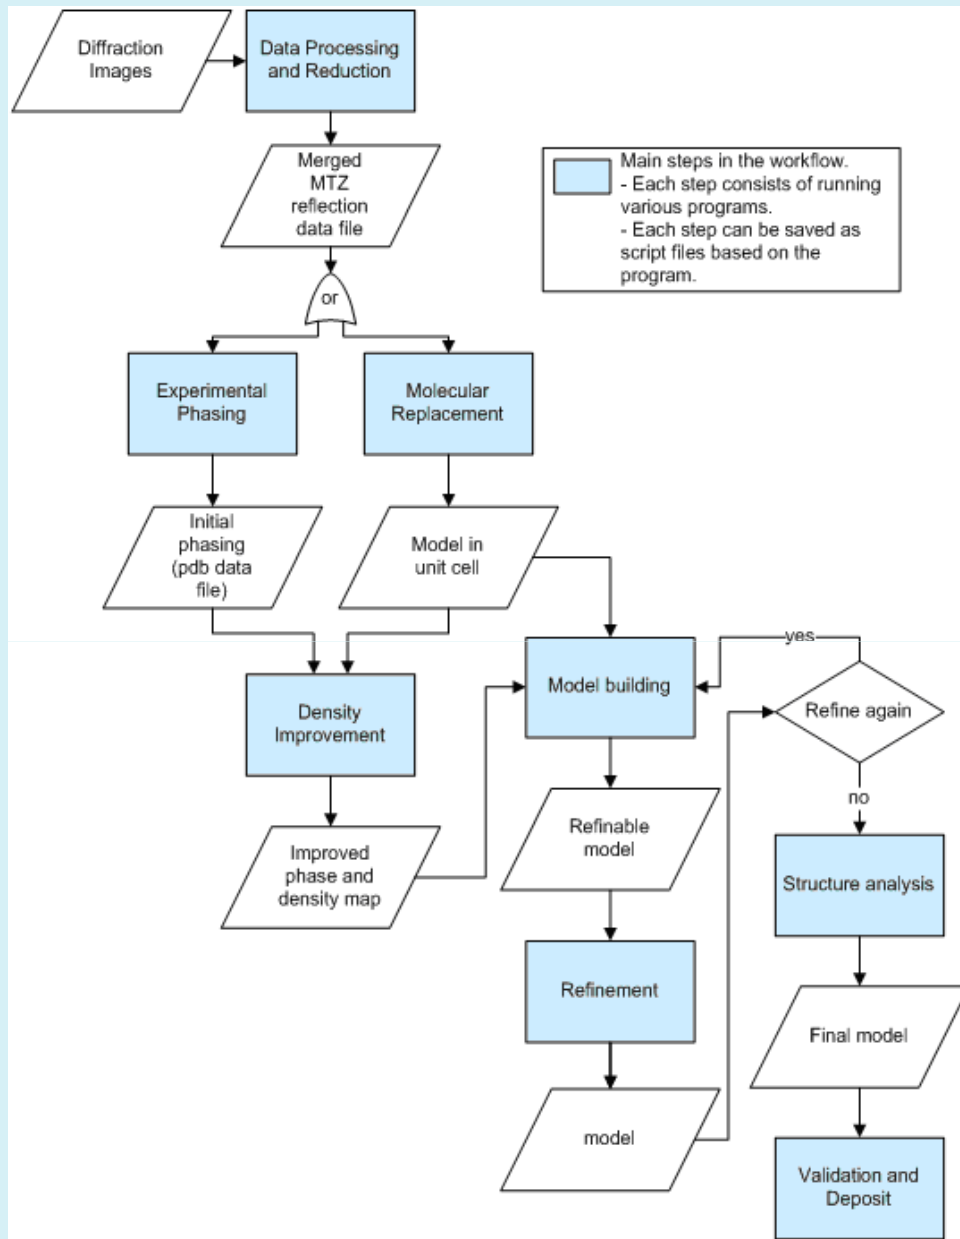 Diffraction
Images
Data Processing
and Reduction
Merged
MTZ
reflection
data file
Main steps in the workflow.
- Each step consists of running
various programs.
- Each step can be saved as
script files based on the
program.
or
Experimental
Phasing
Molecular
Replacement
Initial
phasing
(pdb data
file)
Model in
unit cell
yes
Model building
Refine again
Density
Improvement
no
Refinable
model
Improved
phase and
density map
Structure analysis
Refinement
Final model
model
Validation and
Deposit